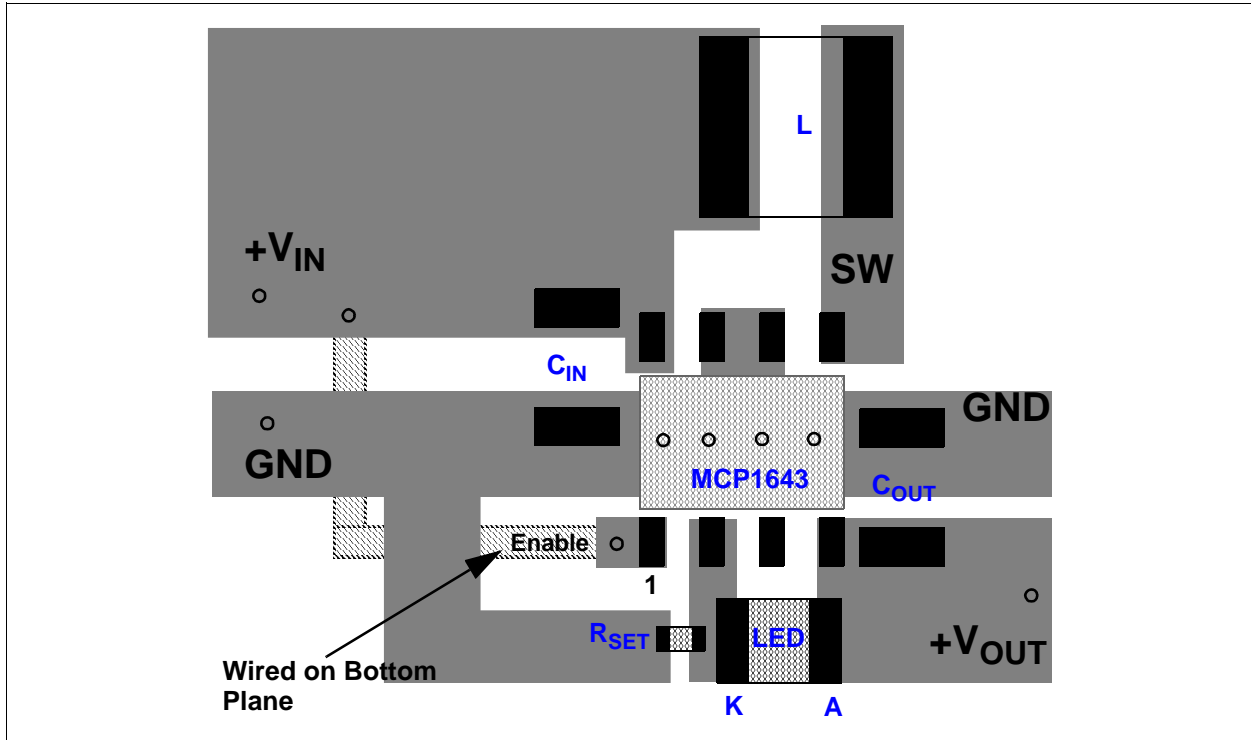 L
+VIN
SW
CIN
GND
GND
MCP1643
COUT
Enable
1
RSET
LED
+VOUT
Wired on Bottom
Plane
K
A